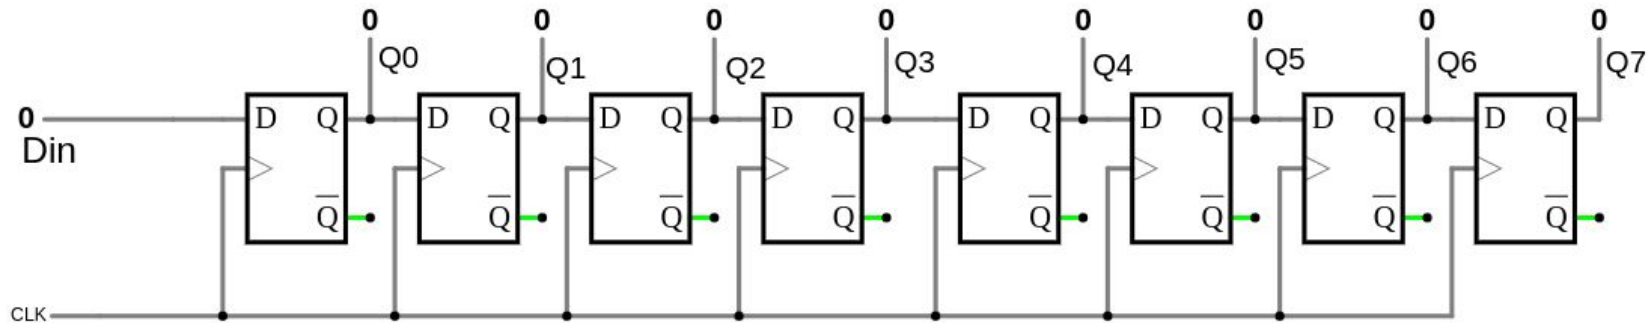 0 0 0 0 0 0 0 0
Q0 Q1 Q2 Q3 Q4 Q5 Q6 Q7
0 D Q D Q D Q D Q D Q D Q D Q D Q
Din
Q̅ Q̅ Q̅ Q̅ Q̅ Q̅ Q̅ Q̅
CLK